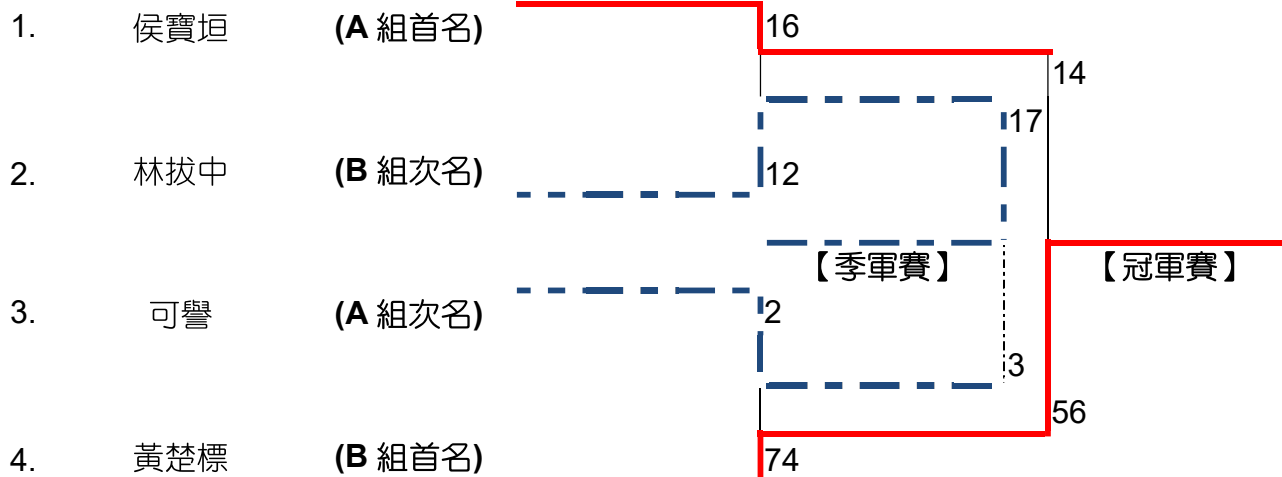 1. 侯寶垣 (A 組首名) 16
14
17
2. 林拔中 (B 組次名) 12
【季軍賽】 【冠軍賽】
3. 可譽 (A 組次名) 2
3
56
4. 黃楚標 (B 組首名) 74